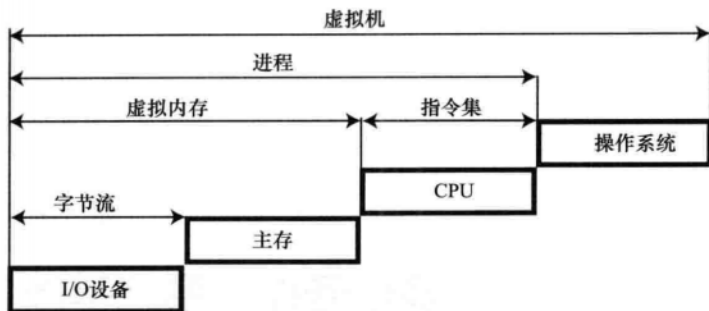 虚拟机
进程
虚拟内存
指令集
操作系统
CPU
字节流
主存
I/O设备